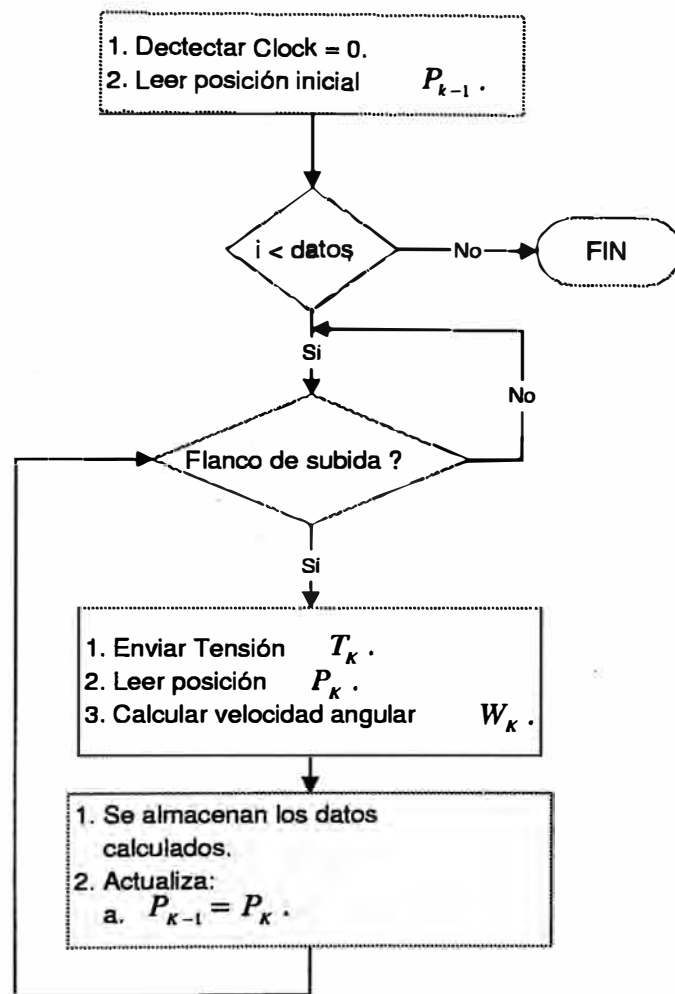 1. Dectectar Clock = 0.
2. Leer posición inicial P_{k-1} .
i < datos
No
FIN
Si
No
Flanco de subida ?
Si
1. Enviar Tensión T_K .
2. Leer posición P_K .
3. Calcular velocidad angular W_K .
1. Se almacenan los datos
calculados.
2. Actualiza:
a. P_{K-1} = P_K .